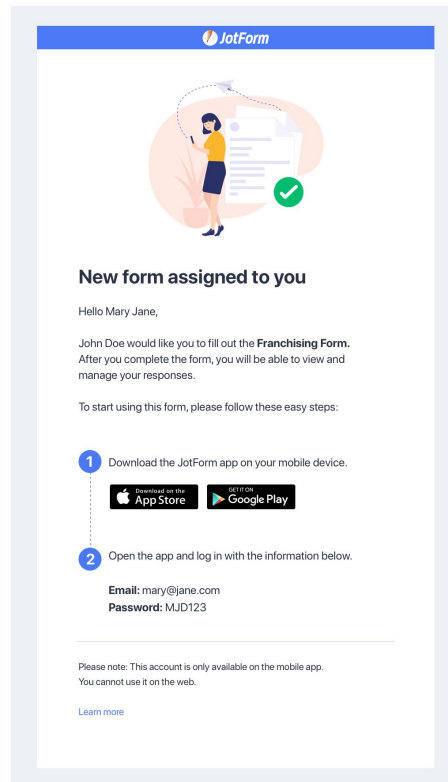 JotForm
New form assigned to you
Hello Mary Jane,
John Doe would like you to fill out the Franchising Form.
After you complete the form, you will be able to view and
manage your responses.
To start using this form, please follow these easy steps:
1
Download the JotForm app on your mobile device.
Download on the
App Store
GET IT ON
Google Play
2
Open the app and log in with the information below.
Email: mary@jane.com
Password: MJD123
Please note: This account is only available on the mobile app.
You cannot use it on the web.
Learn more